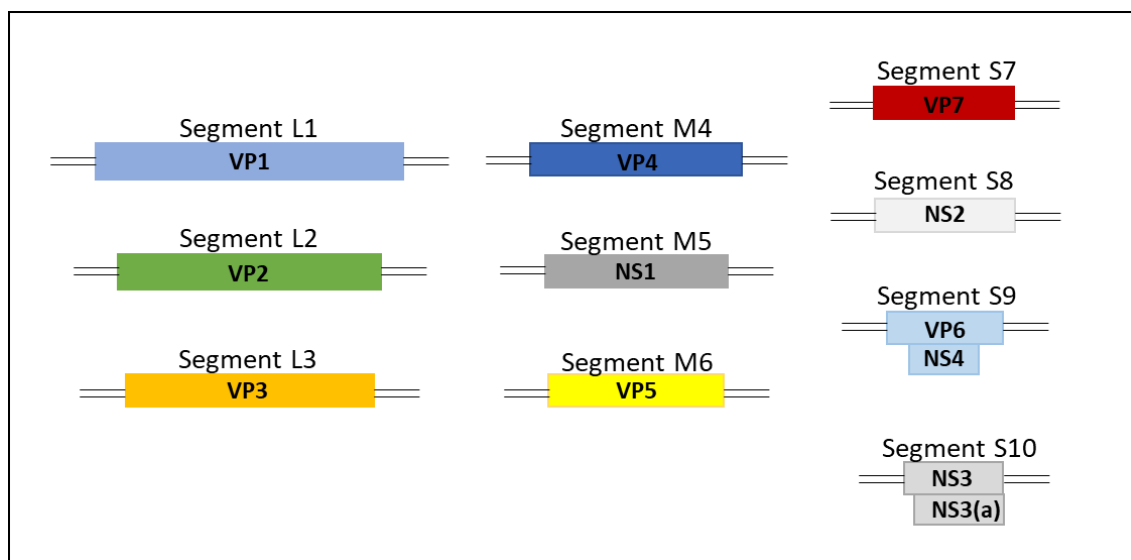 Segment L1
VP1
Segment L2
VP2
Segment L3
VP3
Segment M4
VP4
Segment M5
NS1
Segment M6
VP5
Segment S7
VP7
Segment S8
NS2
Segment S9
VP6
NS4
Segment S10
NS3
NS3(a)